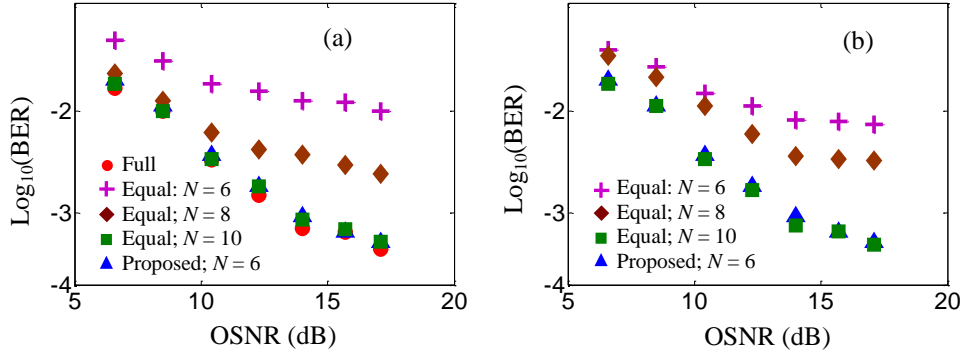 (a)
Log10(BER)
-2
-3
-4
Full
Equal: N = 6
Equal; N = 8
Equal; N = 10
Proposed; N = 6
5 10 15 20
OSNR (dB)
(b)
Log10(BER)
-2
-3
-4
Equal: N = 6
Equal; N = 8
Equal; N = 10
Proposed; N = 6
5 10 15 20
OSNR (dB)